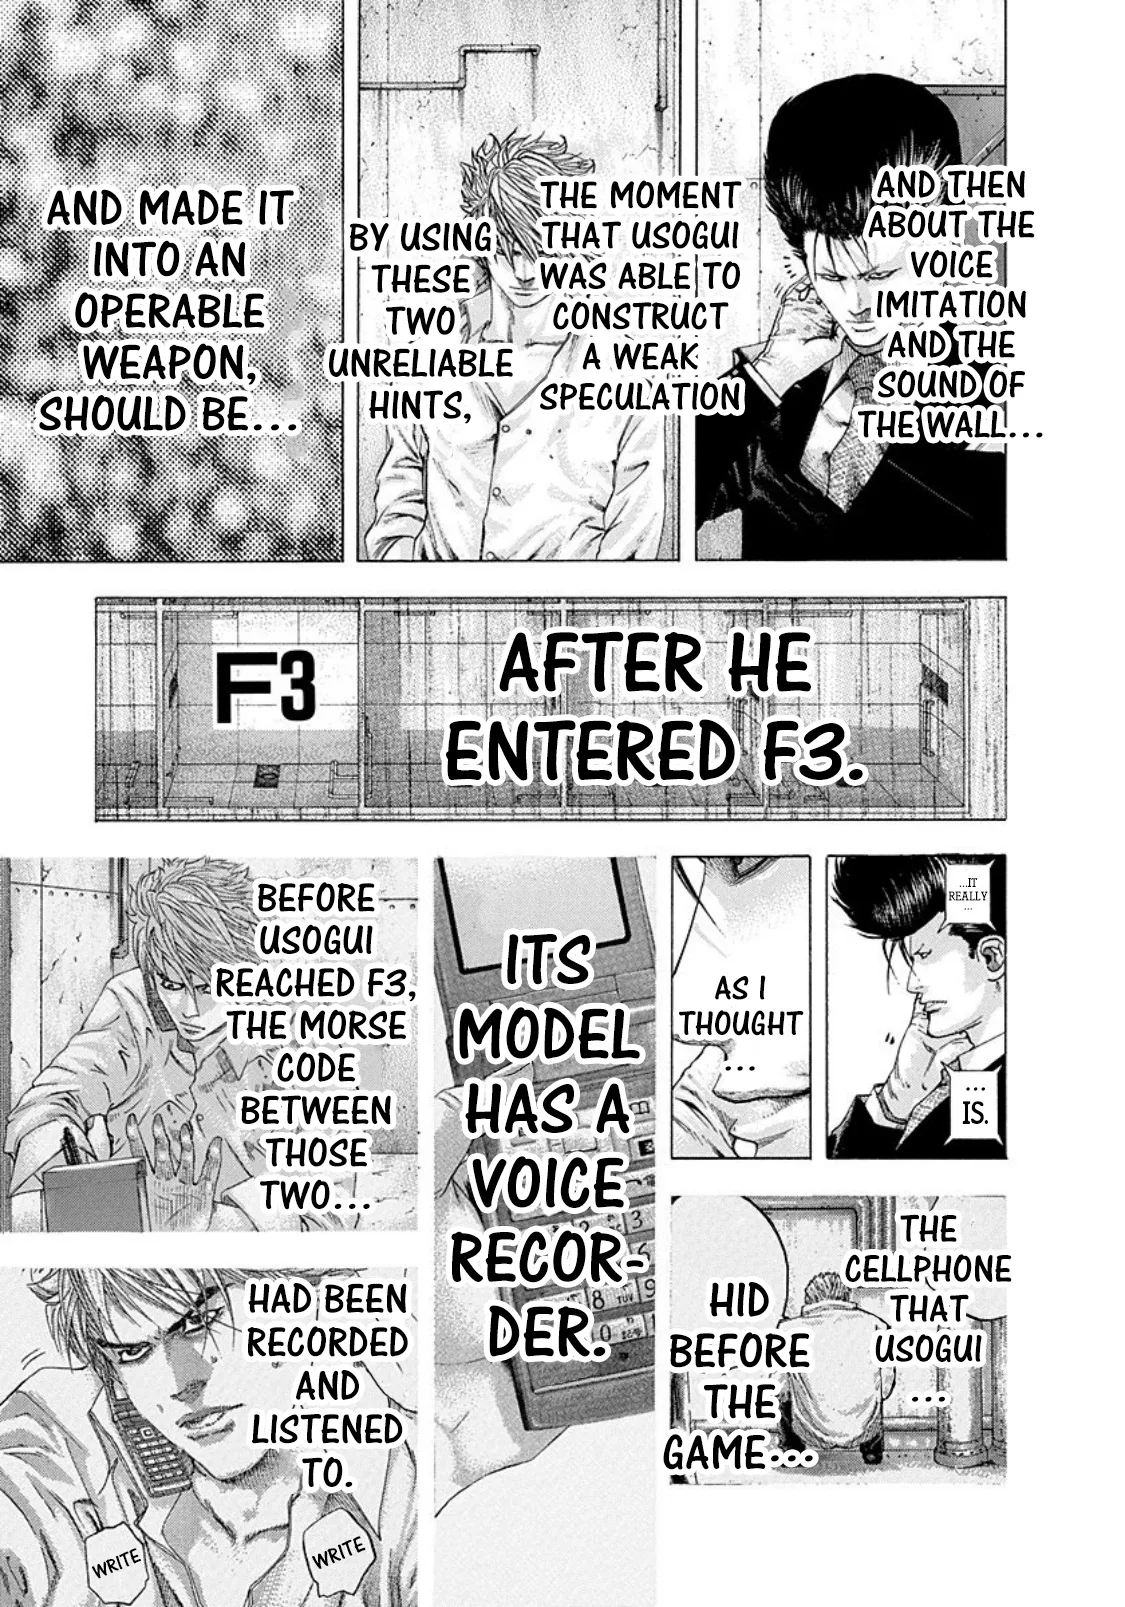 AND THEN
ABOUT THE
VOICE
IMITATION
AND THE
SOUND OF
THE WALL...
THE MOMENT
THAT USOGUI
WAS ABLE TO
CONSTRUCT
A WEAK
SPECULATION
BY USING
THESE
TWO
UNRELIABLE
HINTS,
AND MADE IT
INTO AN
OPERABLE
WEAPON,
SHOULD BE...
F3
AFTER HE
ENTERED F3.
...IT
REALLY
...
...
IS.
AS I
THOUGHT
...
THE
CELLPHONE
THAT
USOGUI
...
HID
BEFORE
THE
GAME...
ITS
MODEL
HAS A
VOICE
RECOR-
DER.
BEFORE
USOGUI
REACHED F3,
THE MORSE
CODE
BETWEEN
THOSE
TWO...
HAD BEEN
RECORDED
AND
LISTENED
TO.
WRITE
WRITE